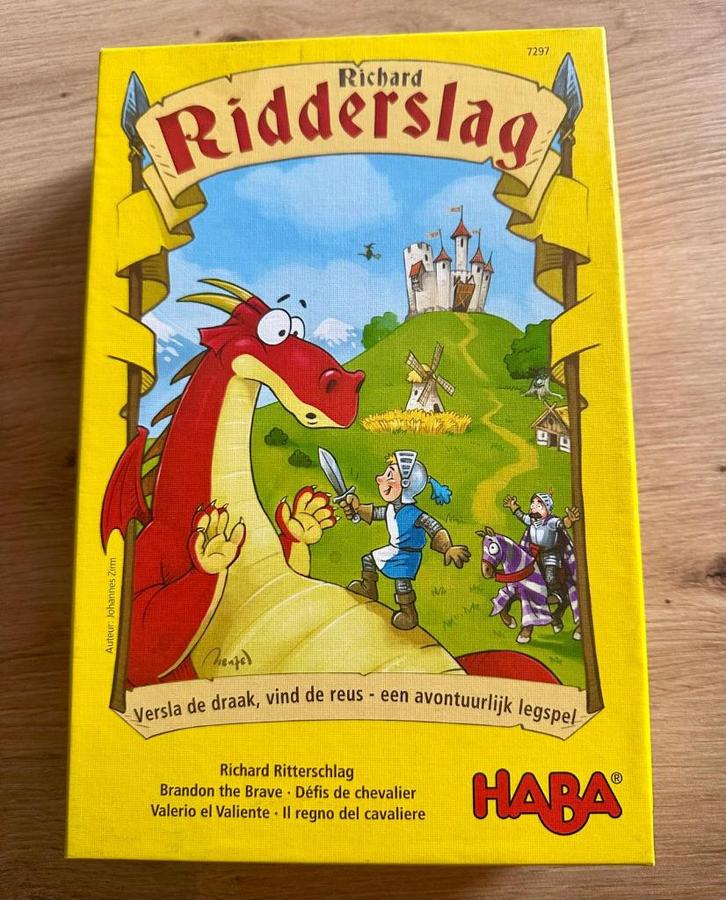 7297
Richard
Ridderslag
Auteur: Johannes Zirm
menzel
Versla de draak, vind de reus - een avontuurlijk legspel
Richard Ritterschlag
Brandon the Brave · Défis de chevalier
Valerio el Valiente · Il regno del cavaliere
HABA®